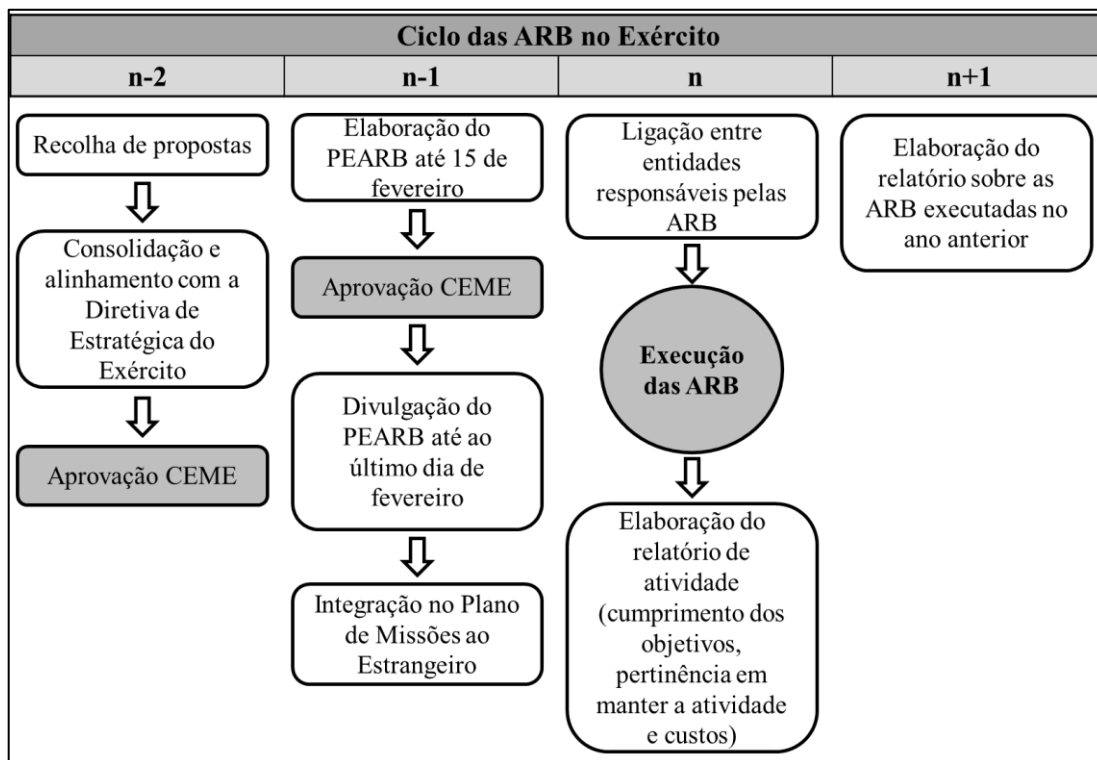 Ciclo das ARB no Exército
n-2
n-1
n
n+1
Recolha de propostas
Consolidação e
alinhamento com a
Diretiva de
Estratégica do
Exército
Aprovação CEME
Elaboração do
PEARB até 15 de
fevereiro
Aprovação CEME
Divulgação do
PEARB até ao
último dia de
fevereiro
Integração no Plano
de Missões ao
Estrangeiro
Ligação entre
entidades
responsáveis pelas
ARB
Execução
das ARB
Elaboração do
relatório de
atividade
(cumprimento dos
objetivos,
pertinência em
manter a atividade
e custos)
Elaboração do
relatório sobre as
ARB executadas no
ano anterior